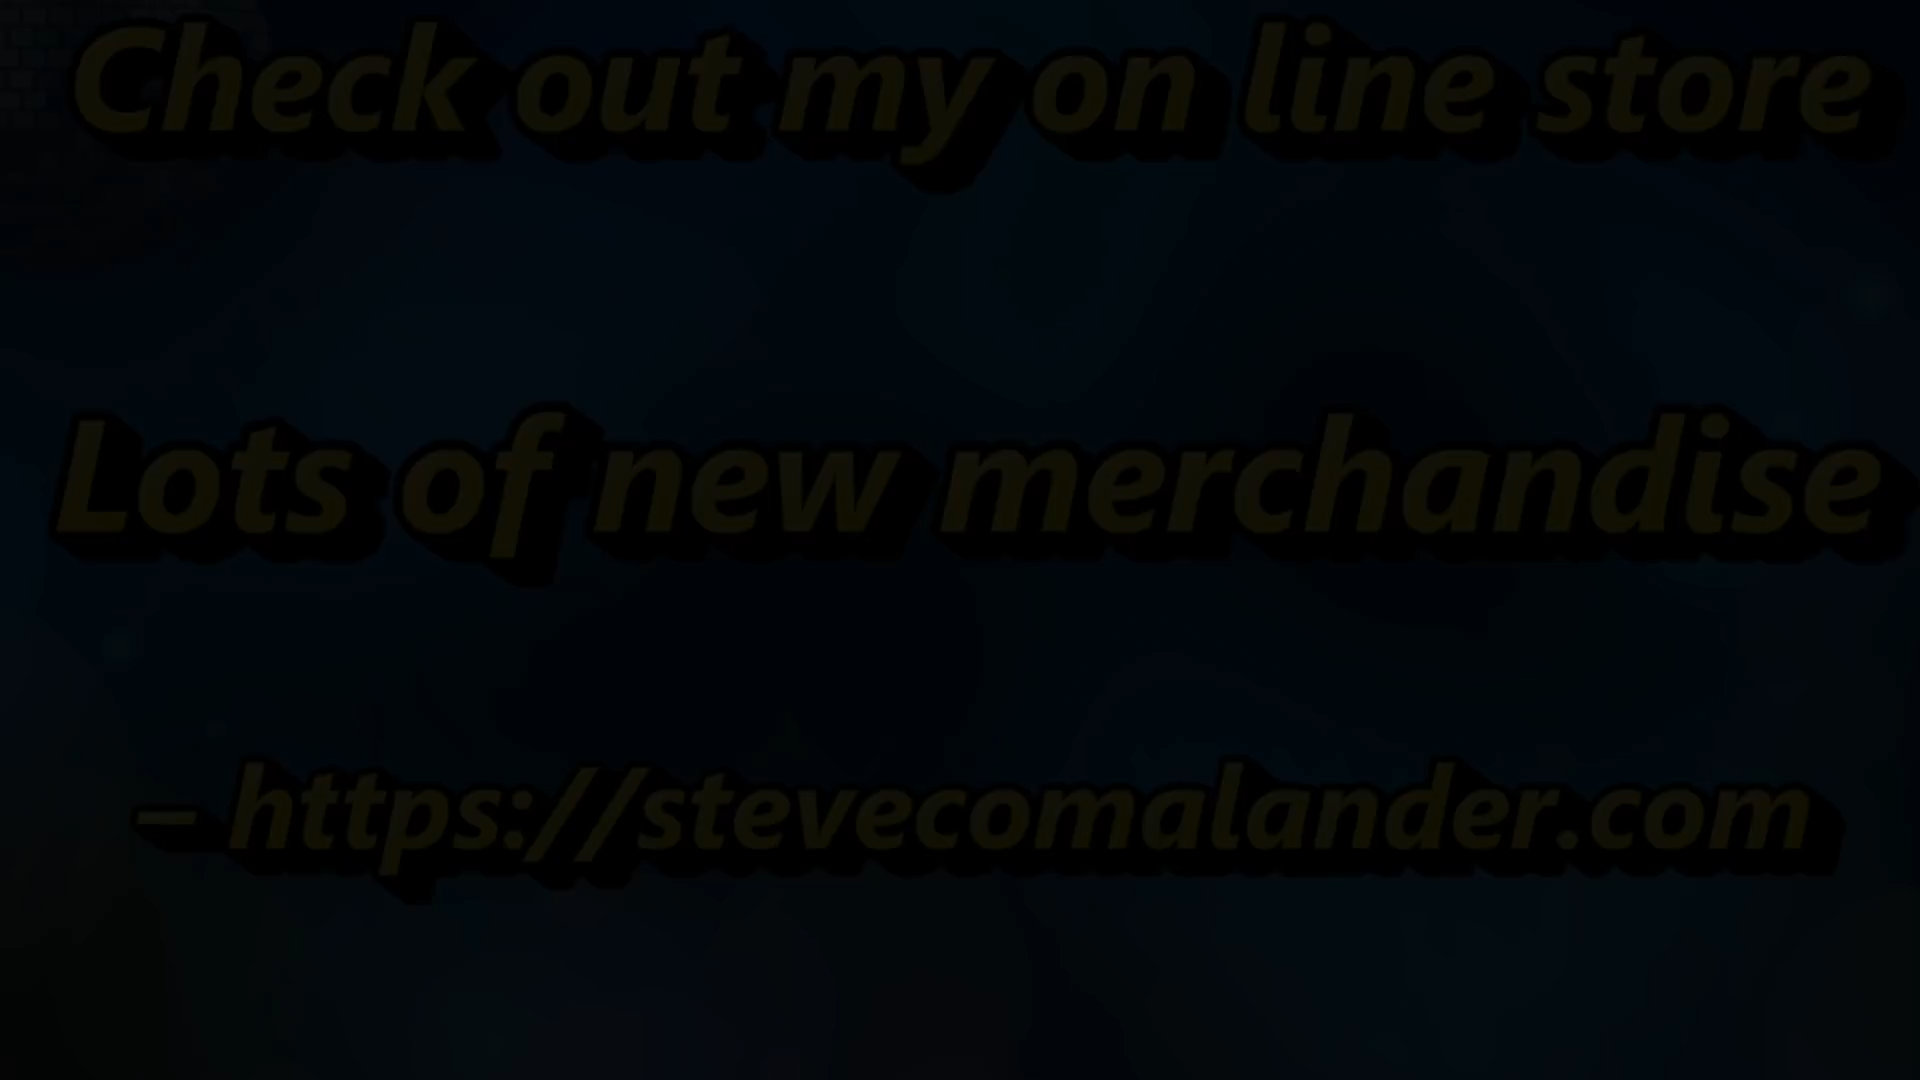 Check out my on line store
Lots of new merchandise
– https://stevecomalander.com